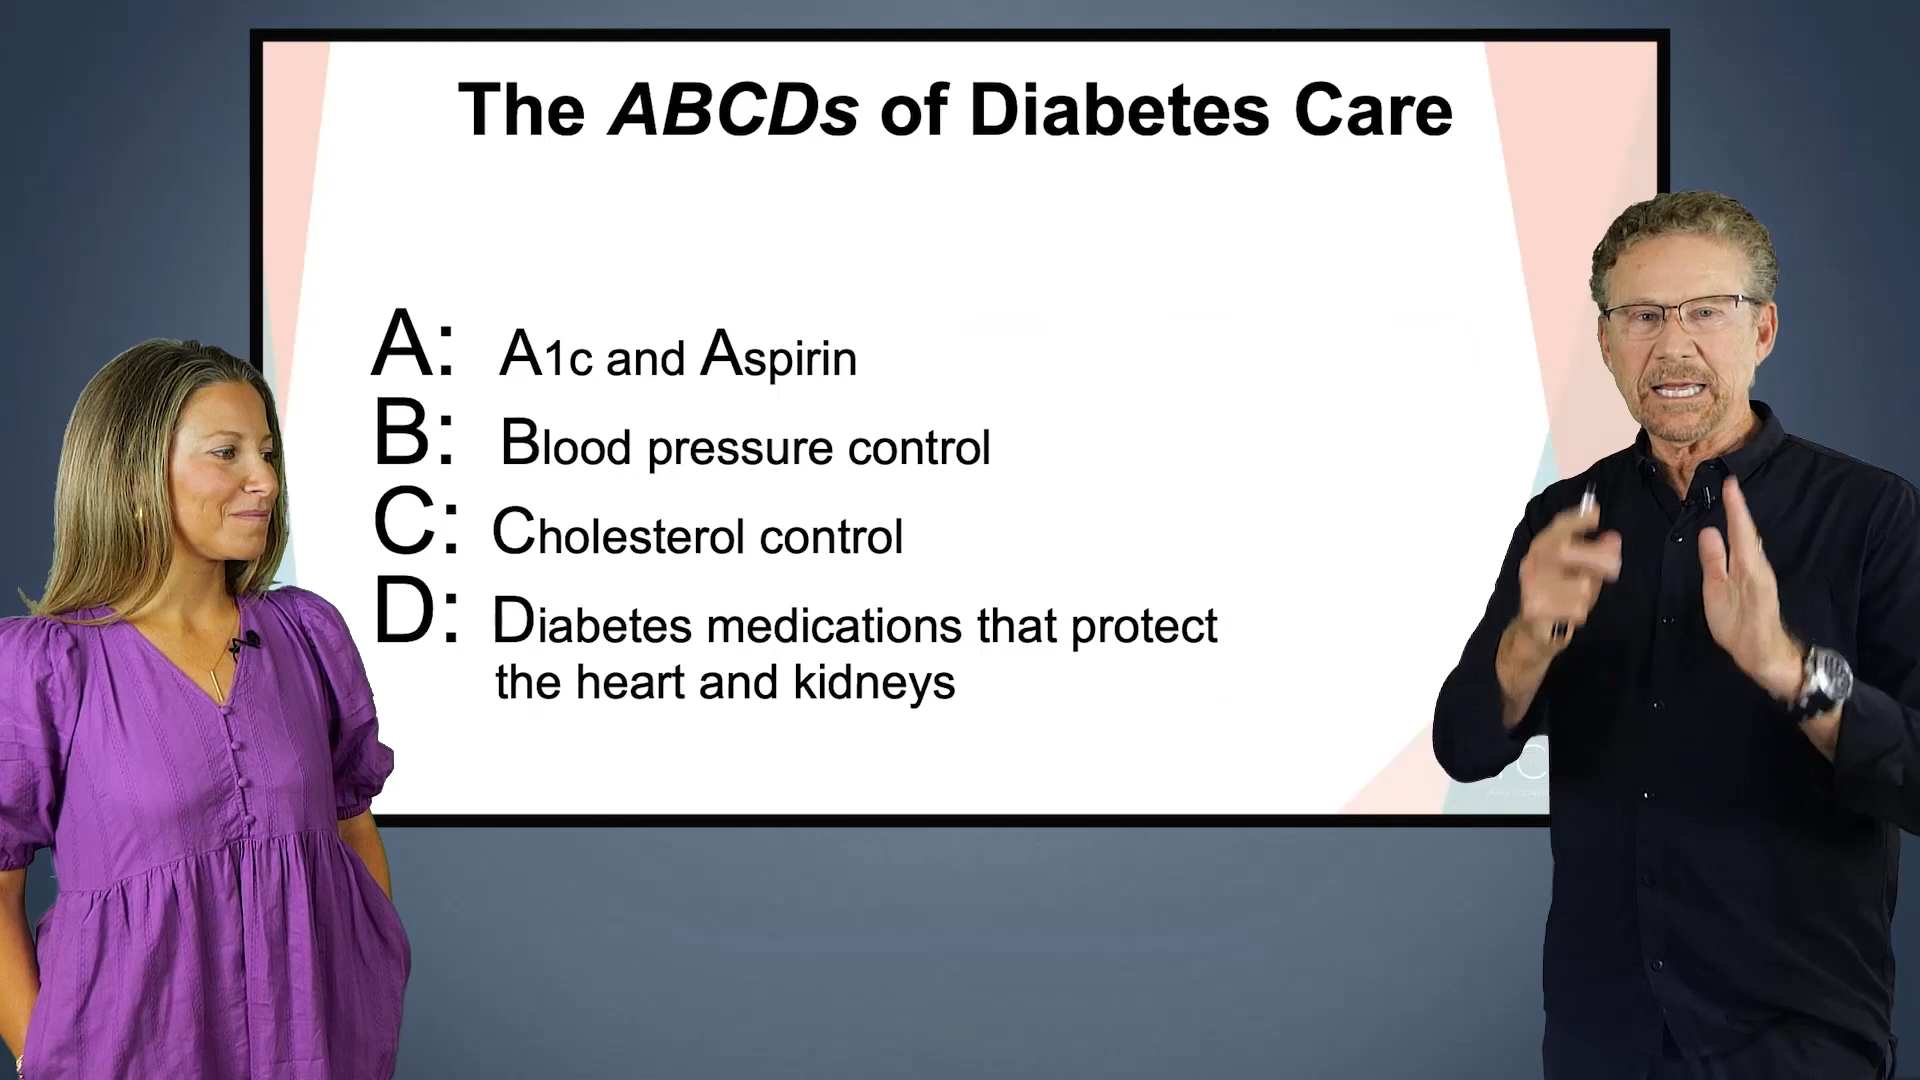 The ABCDs of Diabetes Care
A: A1c and Aspirin
B: Blood pressure control
C: Cholesterol control
D: Diabetes medications that protect
the heart and kidneys